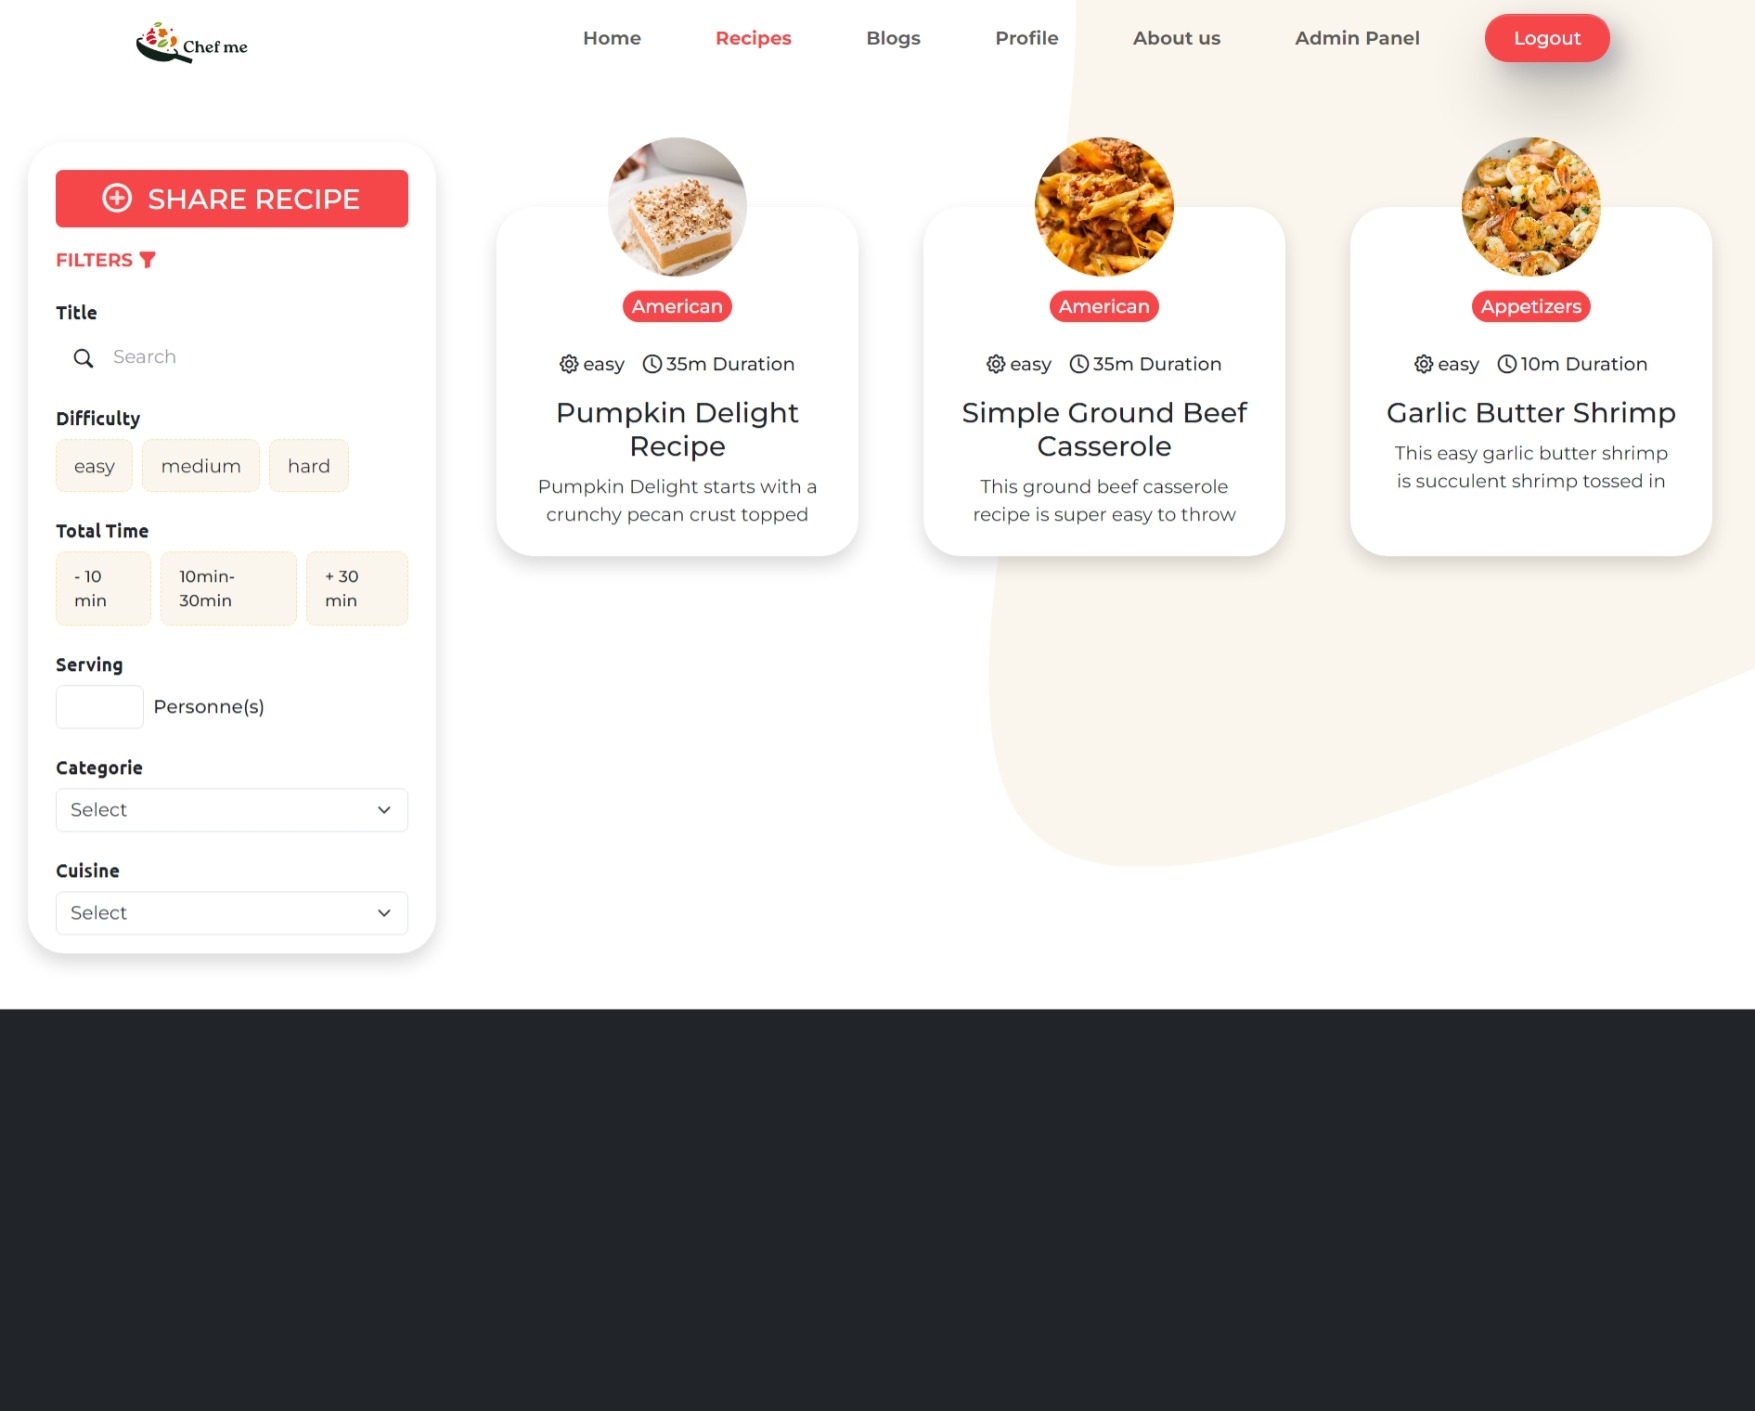 Chef me
Home
Recipes
Blogs
Profile
About us
Admin Panel
Logout
SHARE RECIPE
FILTERS
Title
Search
Difficulty
easy
medium
hard
Total Time
- 10
min
10min-
30min
+ 30
min
Serving
Personne(s)
Categorie
Select
Cuisine
Select
American
easy 35m Duration
Pumpkin Delight
Recipe
Pumpkin Delight starts with a
crunchy pecan crust topped
American
easy 35m Duration
Simple Ground Beef
Casserole
This ground beef casserole
recipe is super easy to throw
Appetizers
easy 10m Duration
Garlic Butter Shrimp
This easy garlic butter shrimp
is succulent shrimp tossed in